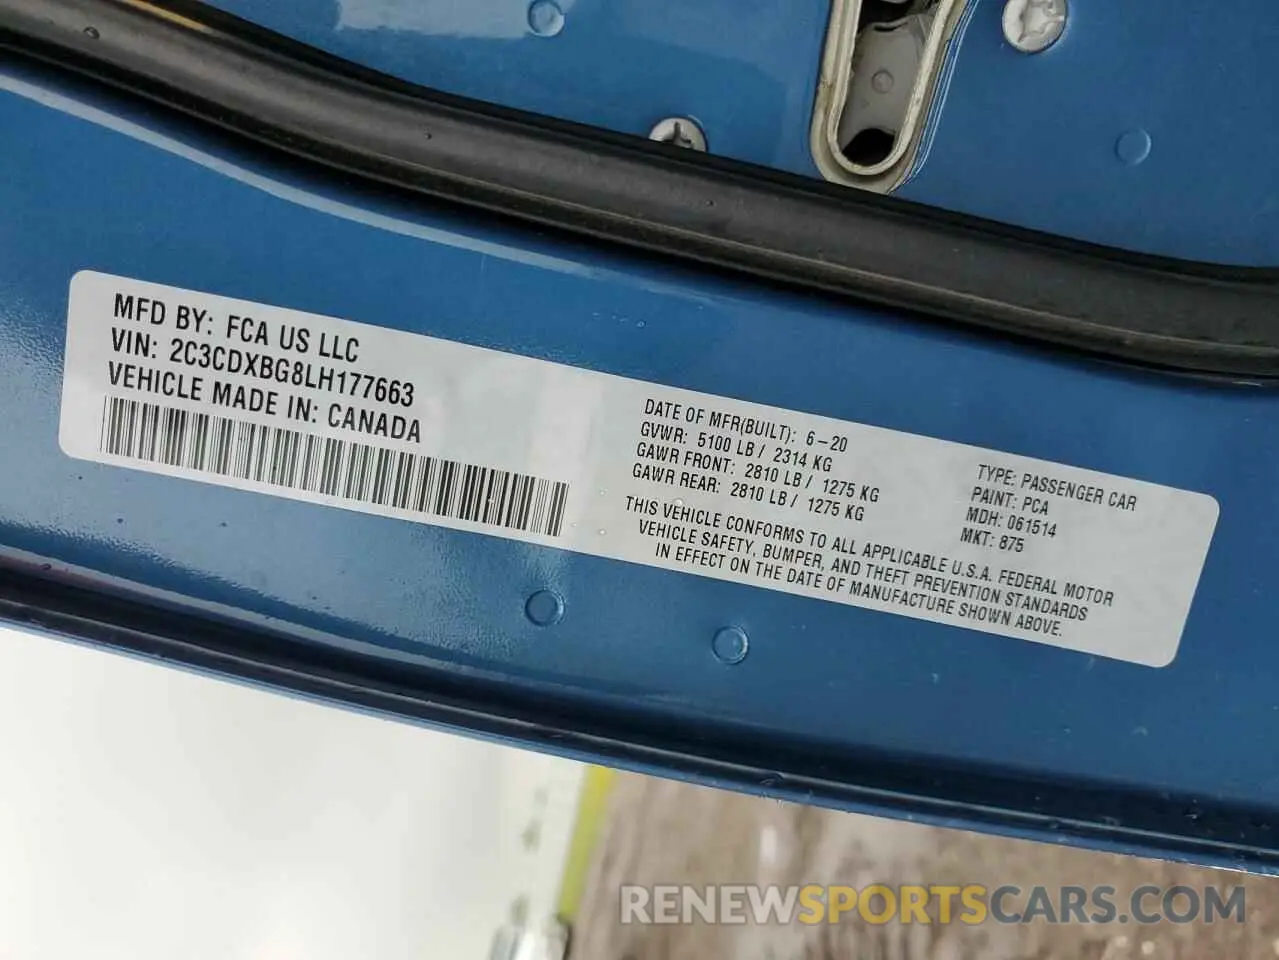 MFD BY: FCA US LLC
VIN: 2C3CDXBG8LH177663
VEHICLE MADE IN: CANADA
DATE OF MFR(BUILT): 6-20
GVWR: 5100 LB / 2314 KG
GAWR FRONT: 2810 LB / 1275 KG
GAWR REAR: 2810 LB / 1275 KG
TYPE: PASSENGER CAR
PAINT: PCA
MDH: 061514
MKT: 875
THIS VEHICLE CONFORMS TO ALL APPLICABLE U.S.A. FEDERAL MOTOR
VEHICLE SAFETY, BUMPER, AND THEFT PREVENTION STANDARDS
IN EFFECT ON THE DATE OF MANUFACTURE SHOWN ABOVE.
RENEWSPORTSCARS.COM